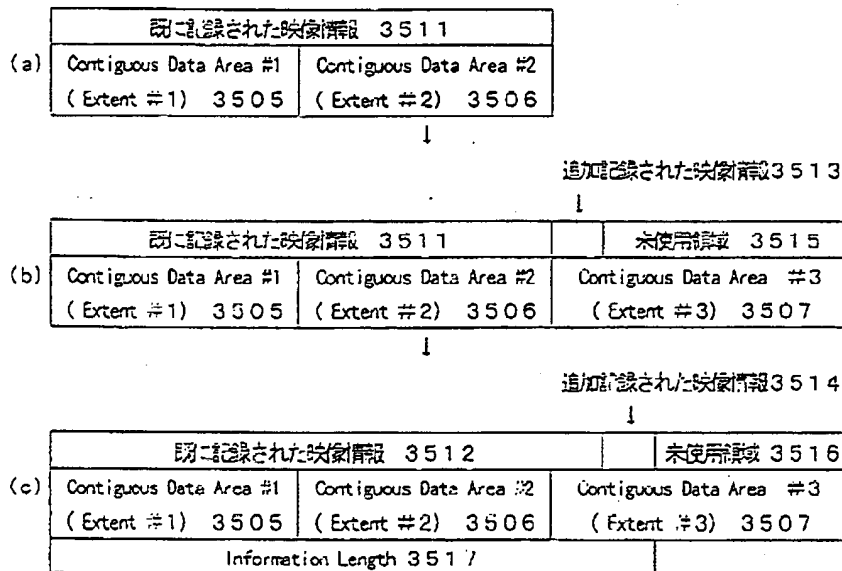 既に記録された映像情報 3511
(a) Contiguous Data Area #1 Contiguous Data Area #2
(Extent #1) 3505 (Extent #2) 3506
↓
追加記録された映像情報3513
↓
既に記録された映像情報 3511 未使用領域 3515
(b) Contiguous Data Area #1 Contiguous Data Area #2 Contiguous Data Area #3
(Extent #1) 3505 (Extent #2) 3506 (Extent #3) 3507
↓
追加記録された映像情報3514
↓
既に記録された映像情報 3512 未使用領域 3516
(c) Contiguous Data Area #1 Contiguous Data Area #2 Contiguous Data Area #3
(Extent #1) 3505 (Extent #2) 3506 (Extent #3) 3507
Information Length 3517